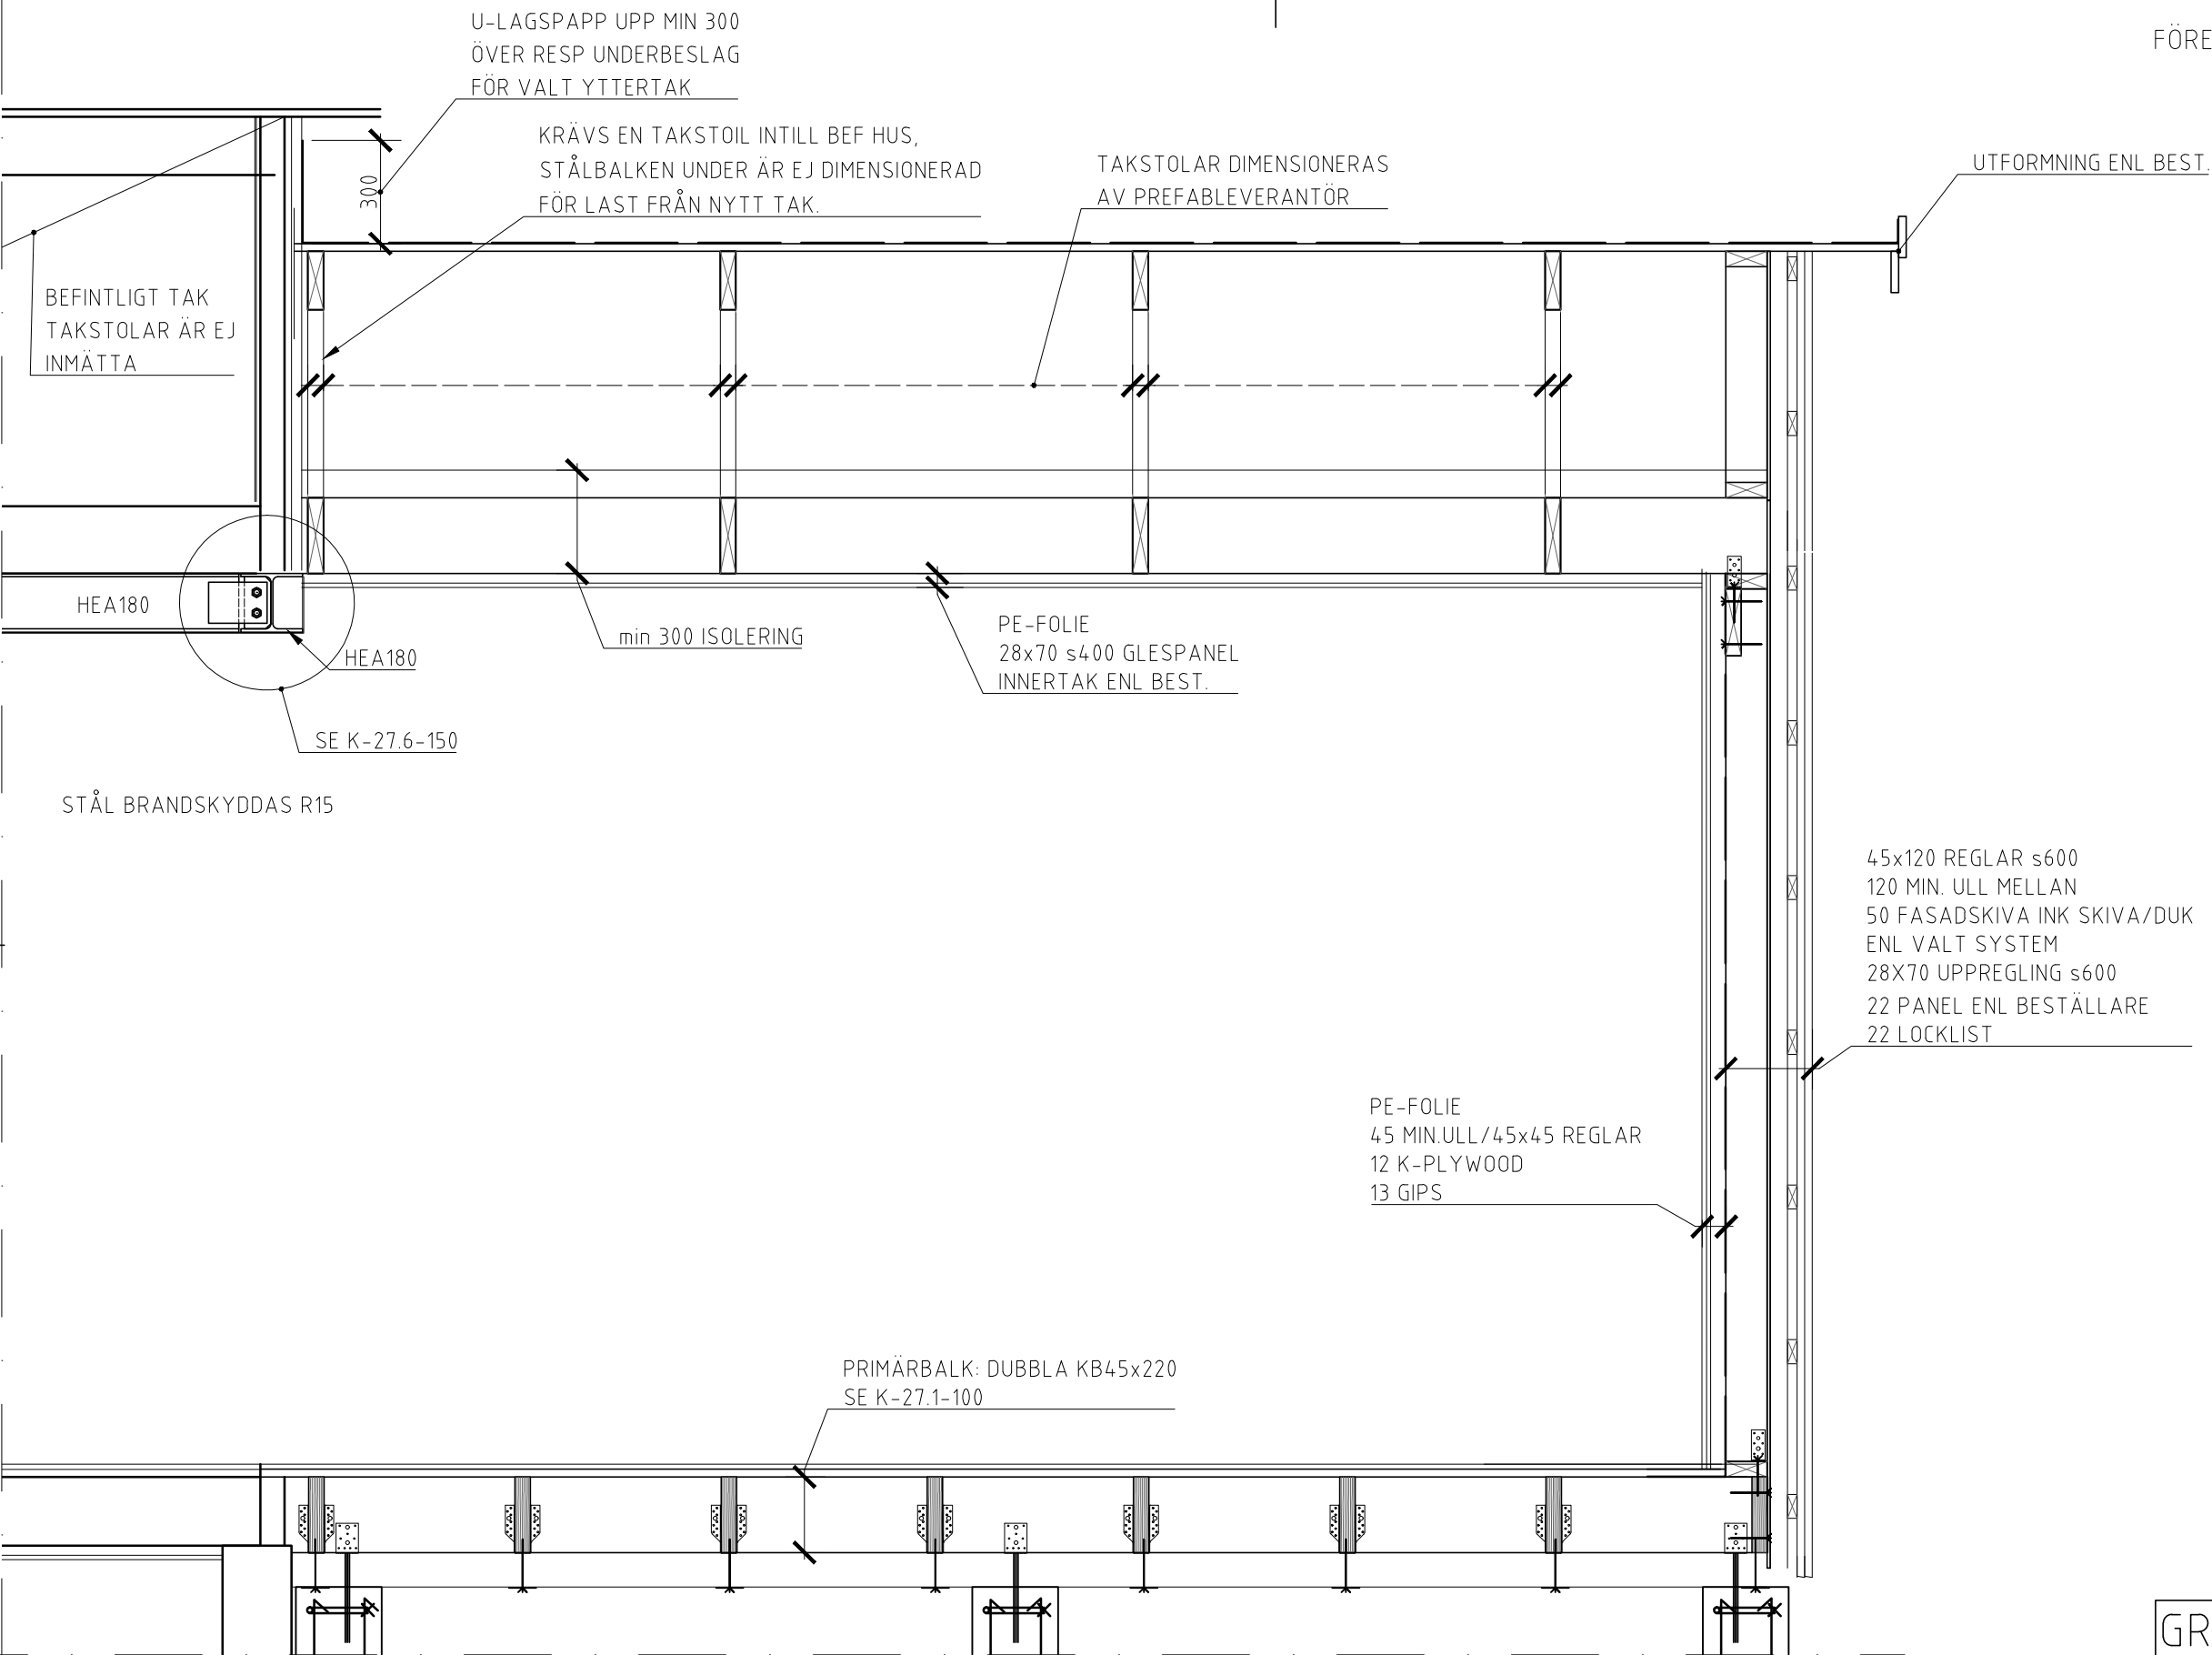 U-LAGSPAPP UPP MIN 300
ÖVER RESP UNDERBESLAG
FÖR VALT YTTERTAK
FÖRE
KRÄVS EN TAKSTOIL INTILL BEF HUS,
STÅLBALKEN UNDER ÄR EJ DIMENSIONERAD
FÖR LAST FRÅN NYTT TAK.
TAKSTOLAR DIMENSIONERAS
AV PREFABLEVERANTÖR
UTFORMNING ENL BEST.
300
BEFINTLIGT TAK
TAKSTOLAR ÄR EJ
INMÄTTA
HEA180
HEA180
min 300 ISOLERING
PE-FOLIE
28x70 s400 GLESPANEL
INNERTAK ENL BEST.
SE K-27.6-150
STÅL BRANDSKYDDAS R15
45x120 REGLAR s600
120 MIN. ULL MELLAN
50 FASADSKIVA INK SKIVA/DUK
ENL VALT SYSTEM
28X70 UPPREGLING s600
22 PANEL ENL BESTÄLLARE
22 LOCKLIST
PE-FOLIE
45 MIN.ULL/45x45 REGLAR
12 K-PLYWOOD
13 GIPS
PRIMÄRBALK: DUBBLA KB45x220
SE K-27.1-100
GR